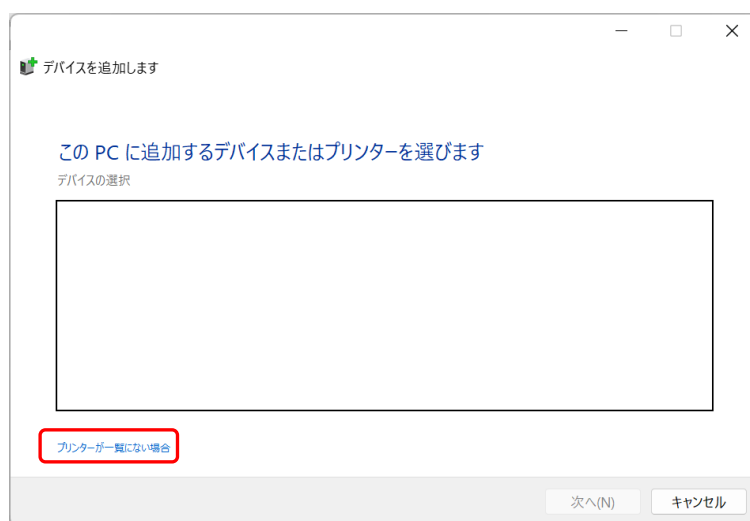 デバイスを追加します
この PC に追加するデバイスまたはプリンターを選びます
デバイスの選択
プリンターが一覧にない場合
次へ(N)
キャンセル